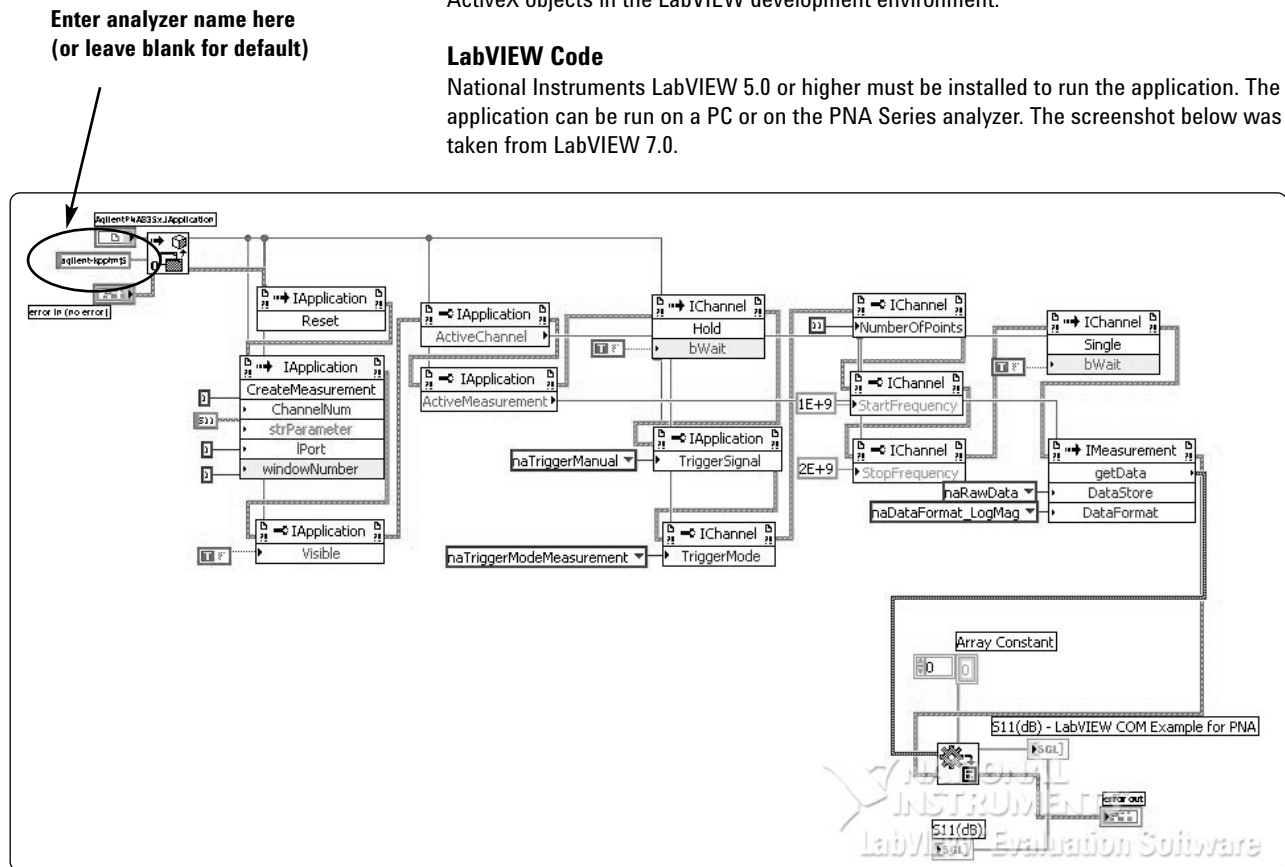 ActiveX objects in the LabVIEW development environment.
Enter analyzer name here
(or leave blank for default)
LabVIEW Code
National Instruments LabVIEW 5.0 or higher must be installed to run the application. The
application can be run on a PC or on the PNA Series analyzer. The screenshot below was
taken from LabVIEW 7.0.
error in (no error)
IApplication
Reset
IApplication
CreateMeasurement
ChannelNum
strParameter
lPort
windowNumber
IApplication
Visible
T
IApplication
ActiveChannel
IApplication
ActiveMeasurement
IChannel
Hold
bWait
T
IApplication
TriggerSignal
naTriggerManual
IChannel
TriggerMode
naTriggerModeMeasurement
IChannel
NumberOfPoints
IChannel
1E+9
StartFrequency
IChannel
2E+9
StopFrequency
IChannel
Single
bWait
T
IMeasurement
getData
naRawData
DataStore
naDataFormat_LogMag
DataFormat
Array Constant
0
0
S11(dB) - LabVIEW COM Example for PNA
SGL
error out
S11(dB)
SGL
NATIONAL
INSTRUMENTS
LabVIEW Evaluation Software